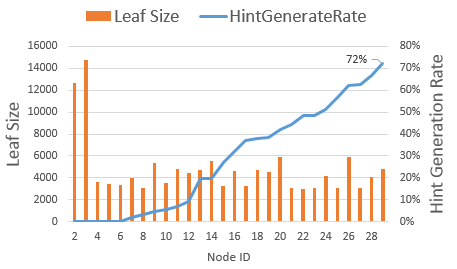 Leaf Size HintGenerateRate
16000 80%
14000 70%
72%
12000 60%
10000 50%
8000 40%
6000 30%
4000 20%
2000 10%
0 0%
2 4 6 8 10 12 14 16 18 20 22 24 26 28
Node ID
Leaf Size
Hint Generation Rate